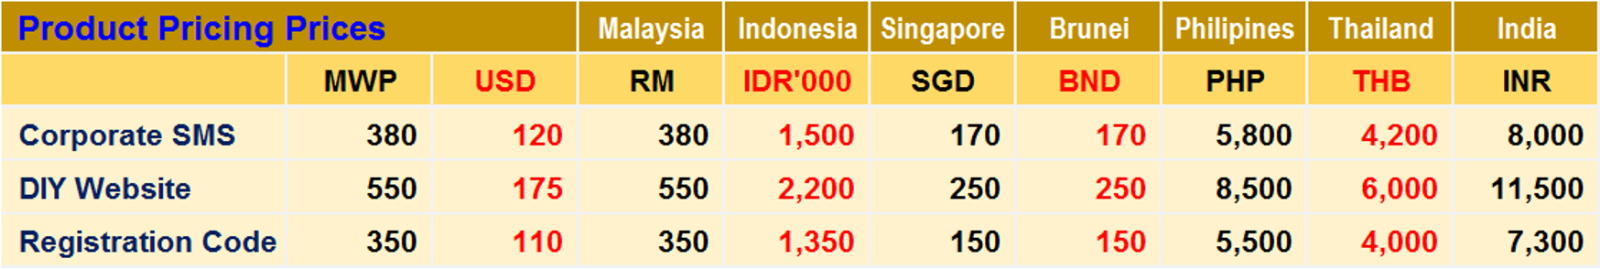 Product Pricing Prices Malaysia Indonesia Singapore Brunei Philipines Thailand India
MWP USD RM IDR'000 SGD BND PHP THB INR
Corporate SMS 380 120 380 1,500 170 170 5,800 4,200 8,000
DIY Website 550 175 550 2,200 250 250 8,500 6,000 11,500
Registration Code 350 110 350 1,350 150 150 5,500 4,000 7,300